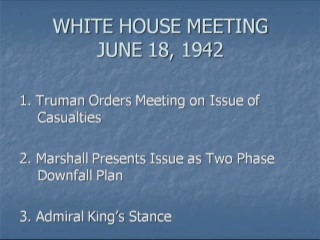 WHITE HOUSE MEETING
JUNE 18, 1942
1. Truman Orders Meeting on Issue of
Casualties
2. Marshall Presents Issue as Two Phase
Downfall Plan
3. Admiral King's Stance